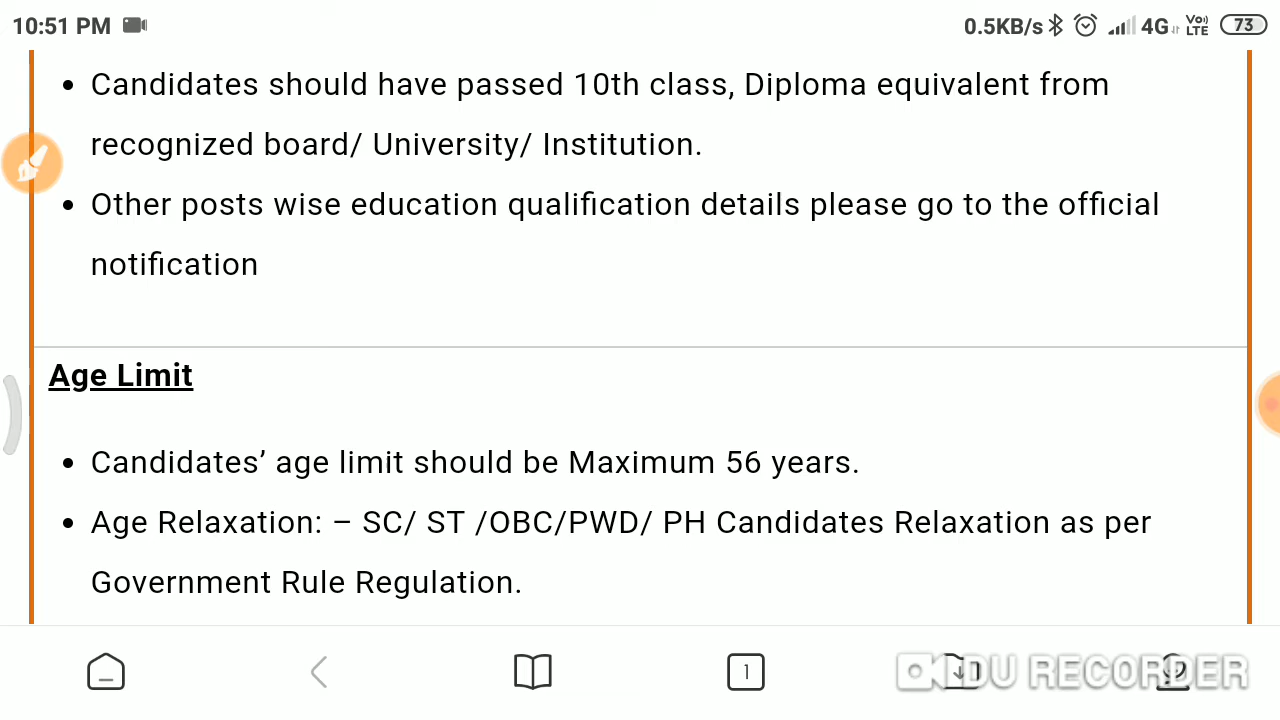 10:51 PM 0.5KB/s 4G Vo) LTE 73
• Candidates should have passed 10th class, Diploma equivalent from
recognized board/ University/ Institution.
• Other posts wise education qualification details please go to the official
notification
Age Limit
• Candidates’ age limit should be Maximum 56 years.
• Age Relaxation: – SC/ ST /OBC/PWD/ PH Candidates Relaxation as per
Government Rule Regulation.
1 DU RECORDER